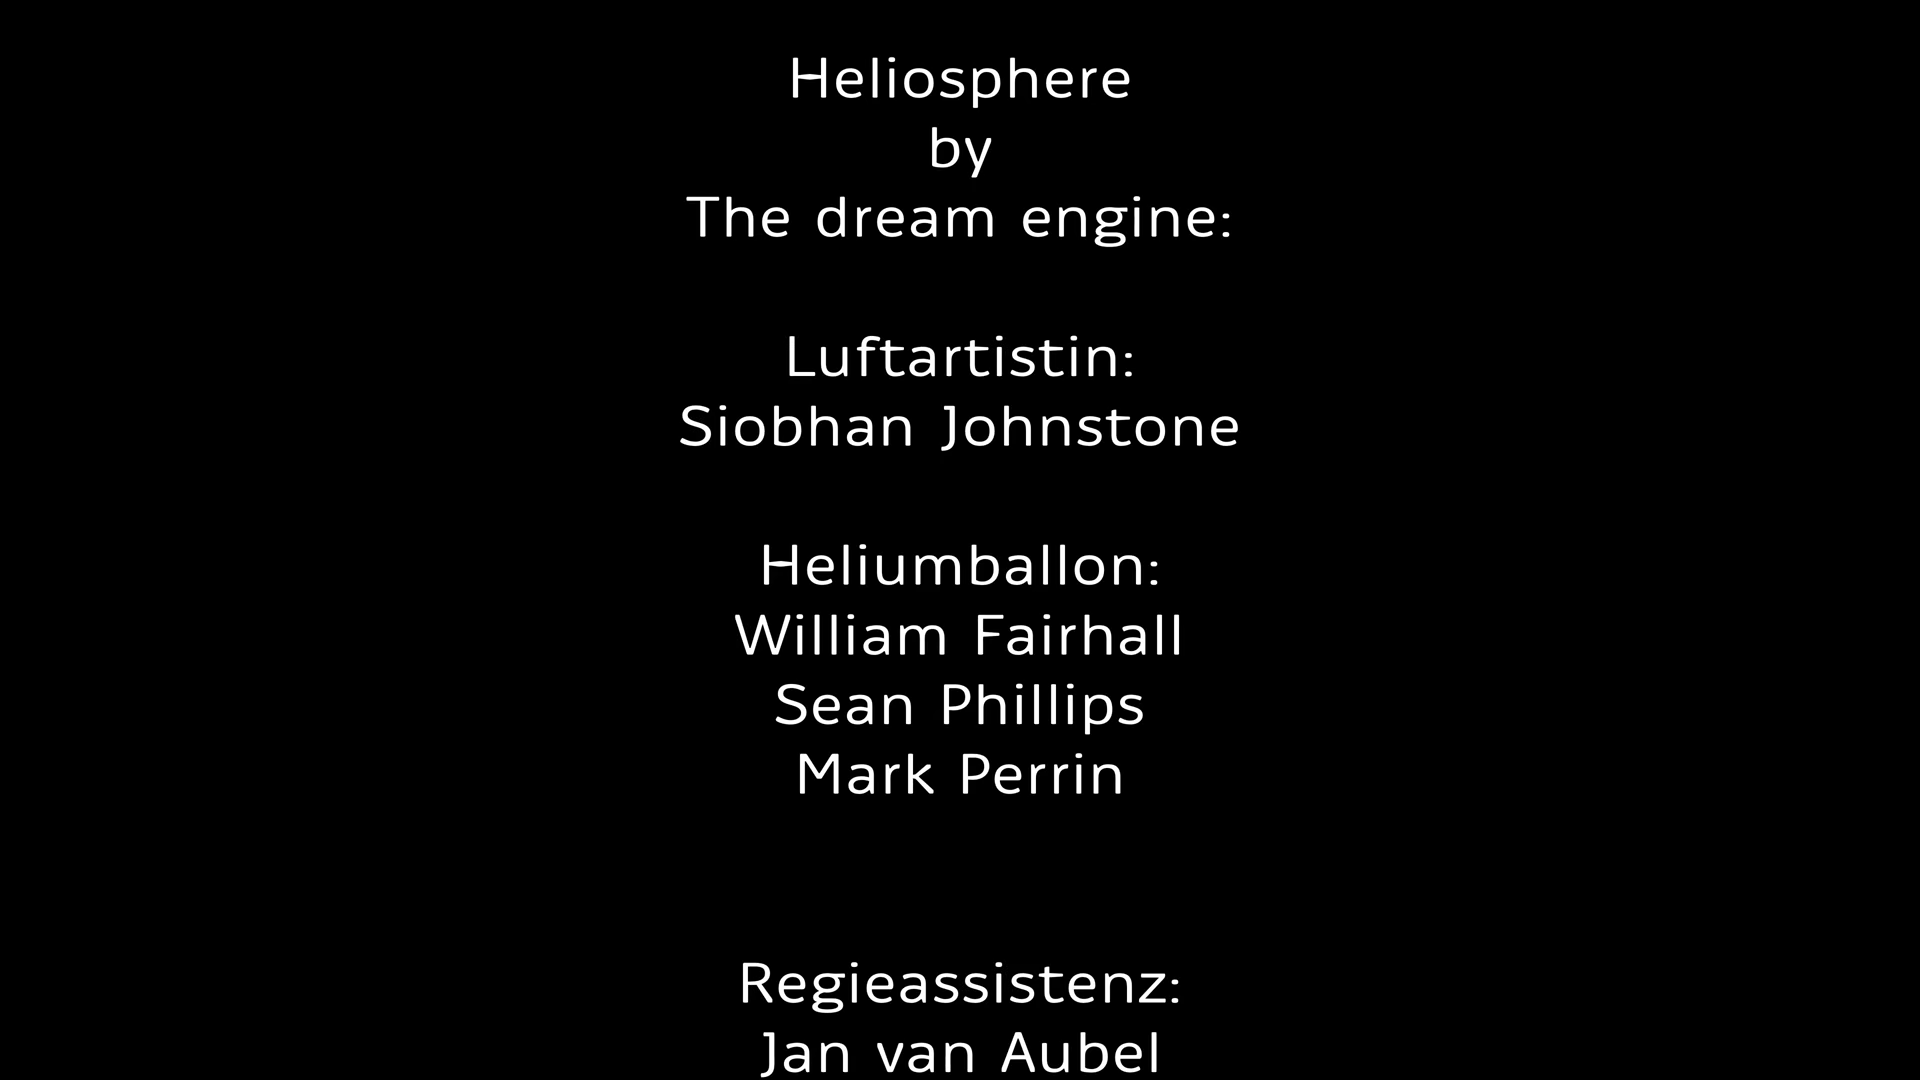 Heliosphere
by
The dream engine:
Luftartistin:
Siobhan Johnstone
Heliumballon:
William Fairhall
Sean Phillips
Mark Perrin
Regieassistenz:
Jan van Aubel